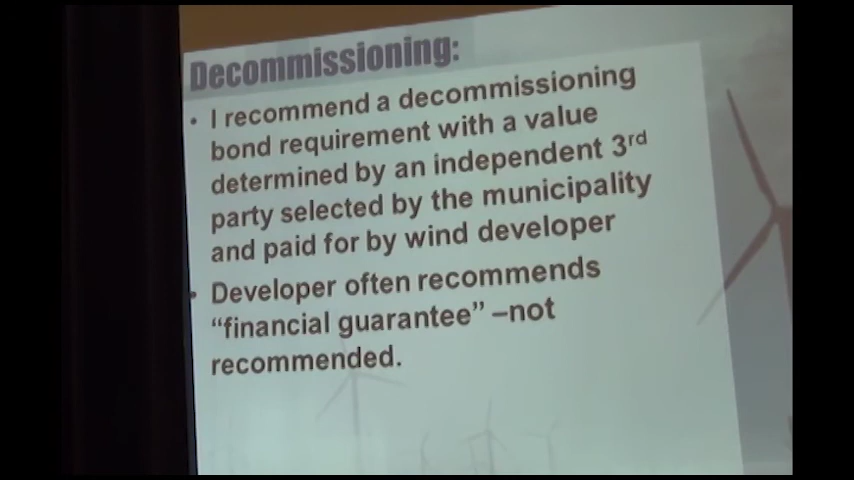 Decommissioning:
• I recommend a decommissioning
bond requirement with a value
determined by an independent 3rd
party selected by the municipality
and paid for by wind developer
• Developer often recommends
“financial guarantee” –not
recommended.